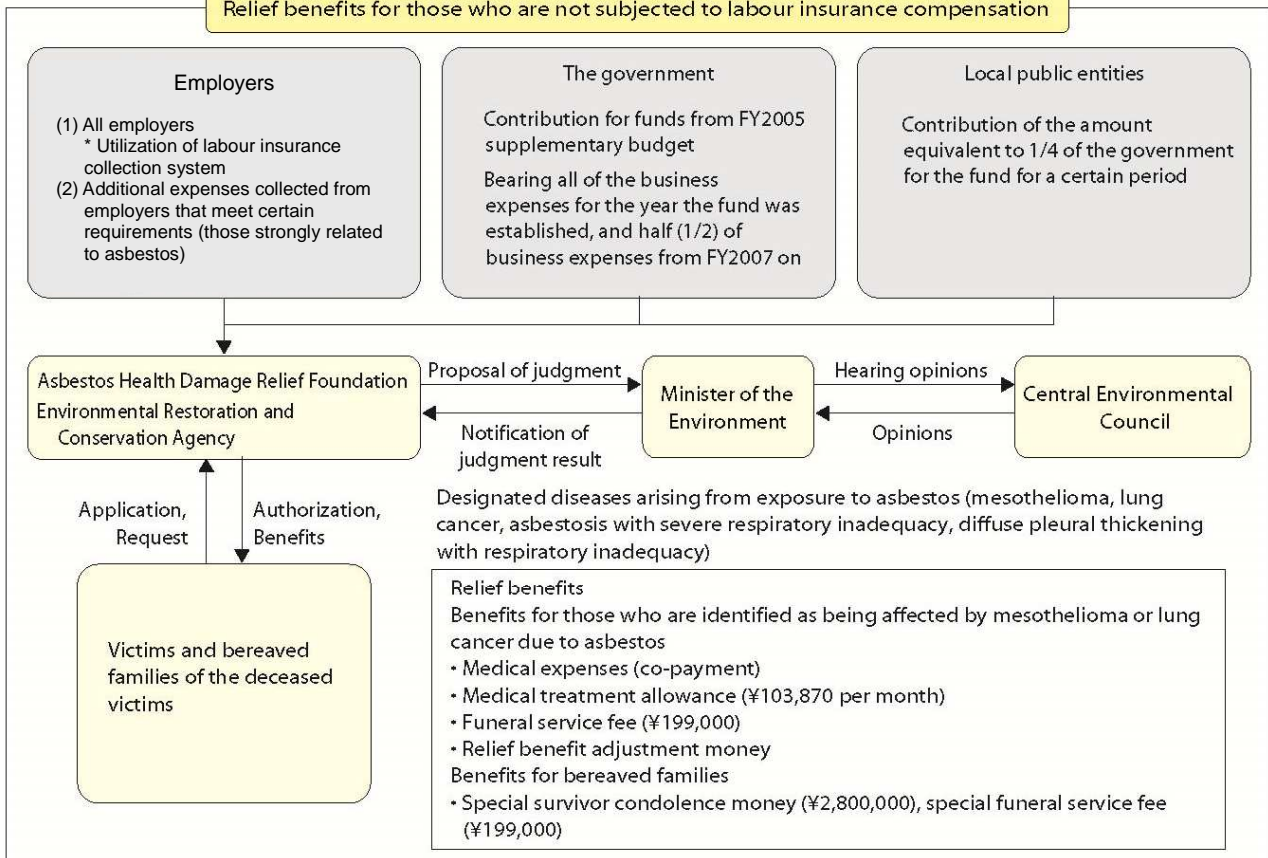 Relief benefits for those who are not subjected to labour insurance compensation
Employers
(1) All employers
* Utilization of labour insurance
collection system
(2) Additional expenses collected from
employers that meet certain
requirements (those strongly related
to asbestos)
The government
Contribution for funds from FY2005
supplementary budget
Bearing all of the business
expenses for the year the fund was
established, and half (1/2) of
business expenses from FY2007 on
Local public entities
Contribution of the amount
equivalent to 1/4 of the government
for the fund for a certain period
Asbestos Health Damage Relief Foundation
Environmental Restoration and
Conservation Agency
Proposal of judgment
Notification of
judgment result
Minister of the
Environment
Hearing opinions
Opinions
Central Environmental
Council
Application,
Request
Authorization,
Benefits
Victims and bereaved
families of the deceased
victims
Designated diseases arising from exposure to asbestos (mesothelioma, lung
cancer, asbestosis with severe respiratory inadequacy, diffuse pleural thickening
with respiratory inadequacy)
Relief benefits
Benefits for those who are identified as being affected by mesothelioma or lung
cancer due to asbestos
・Medical expenses (co-payment)
・Medical treatment allowance (¥103,870 per month)
・Funeral service fee (¥199,000)
・Relief benefit adjustment money
Benefits for bereaved families
・Special survivor condolence money (¥2,800,000), special funeral service fee
(¥199,000)